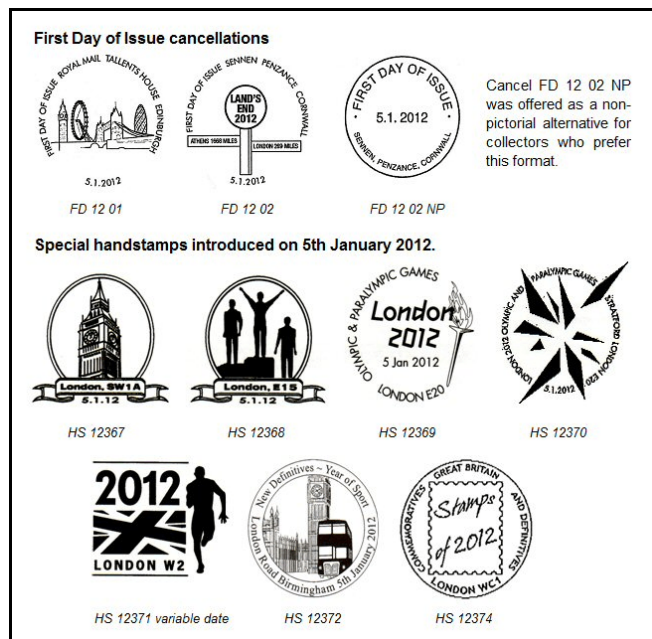 First Day of Issue cancellations
FIRST DAY OF ISSUE ROYAL MAIL TALLENTS HOUSE EDINBURGH
5.1.2012
FD 12 01
FIRST DAY OF ISSUE SENNEN PENZANCE CORNWALL
LAND'S
END
2012
ATHENS 1668 MILES
LONDON 289 MILES
5.1.2012
FD 12 02
· FIRST DAY OF ISSUE ·
5.1.2012
SENNEN, PENZANCE, CORNWALL
FD 12 02 NP
Cancel FD 12 02 NP
was offered as a non-
pictorial alternative for
collectors who prefer
this format.
Special handstamps introduced on 5th January 2012.
London, SW1A
5.1.12
HS 12367
London, E15
5.1.12
HS 12368
OLYMPIC & PARALYMPIC GAMES
London
2012
5 Jan 2012
LONDON E20
HS 12369
LONDON 2012 OLYMPIC AND
PARALYMPIC GAMES
STRATFORD LONDON E20
5.1.2012
HS 12370
2012
LONDON W2
HS 12371 variable date
New Definitives ~ Year of Sport
London Road Birmingham 5th January 2012
HS 12372
COMMEMORATIVES
GREAT BRITAIN
AND DEFINITIVES
Stamps
of 2012
LONDON WC1
HS 12374